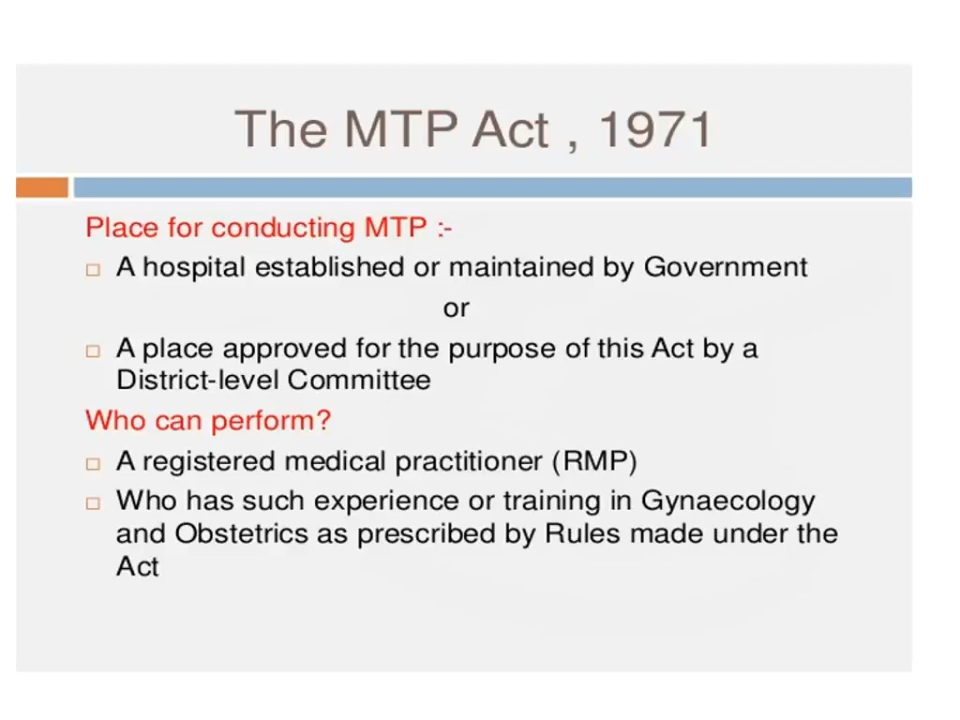 The MTP Act , 1971
Place for conducting MTP :-
A hospital established or maintained by Government
or
A place approved for the purpose of this Act by a
District-level Committee
Who can perform?
A registered medical practitioner (RMP)
Who has such experience or training in Gynaecology
and Obstetrics as prescribed by Rules made under the
Act